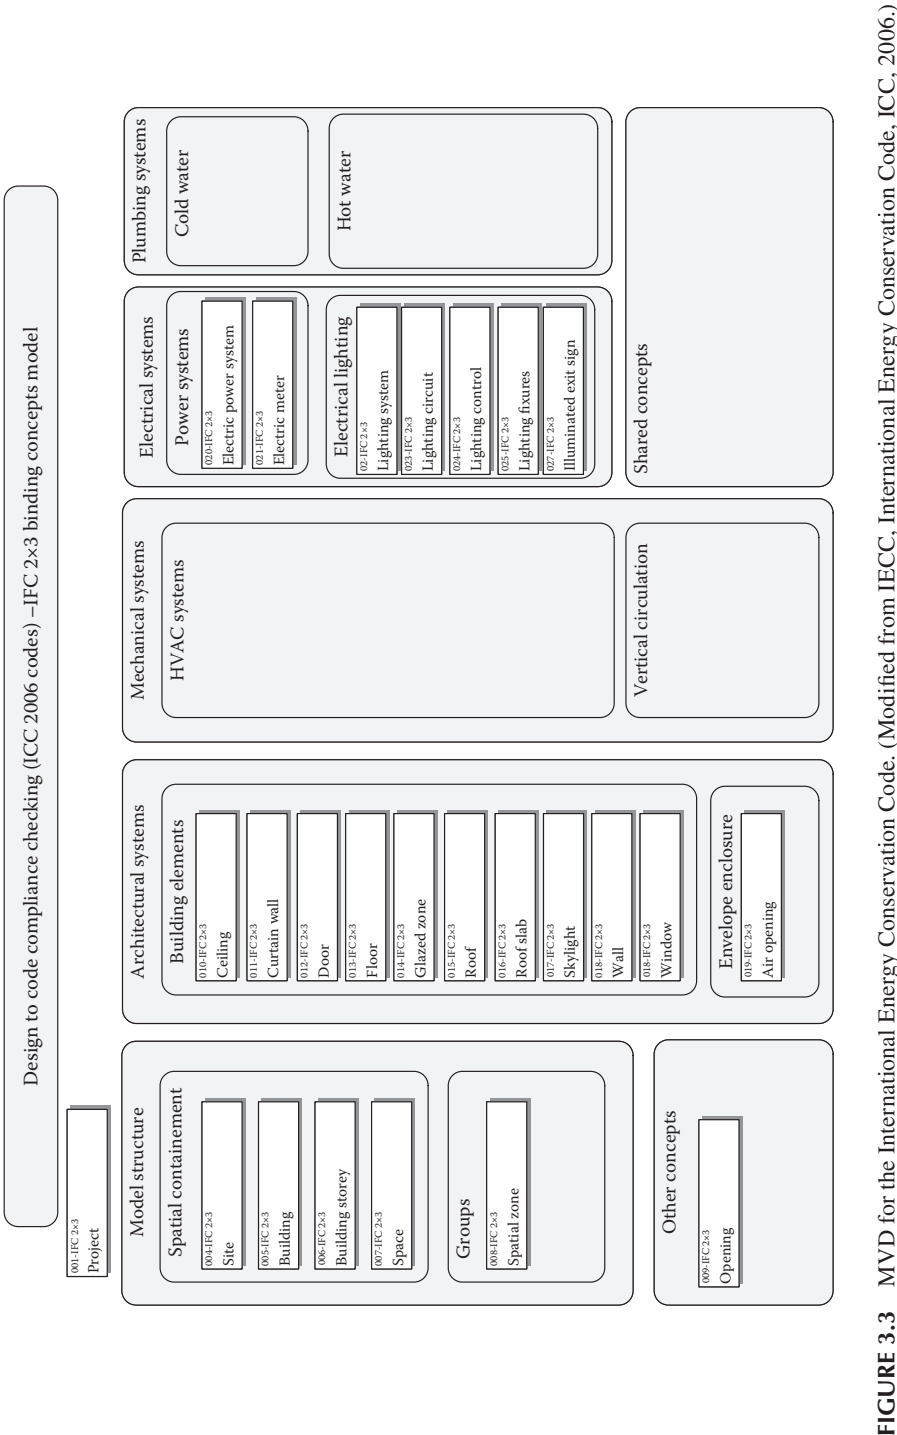 Design to code compliance checking (ICC 2006 codes) –IFC 2×3 binding concepts model
001-IFC 2×3
Project
Model structure
Spatial containement
004-IFC 2×3
Site
005-IFC 2×3
Building
006-IFC 2×3
Building storey
007-IFC 2×3
Space
Groups
008-IFC 2×3
Spatial zone
Other concepts
009-IFC 2×3
Opening
Architectural systems
Building elements
010-IFC 2×3
Ceiling
011-IFC 2×3
Curtain wall
012-IFC 2×3
Door
013-IFC 2×3
Floor
014-IFC 2×3
Glazed zone
015-IFC 2×3
Roof
016-IFC 2×3
Roof slab
017-IFC 2×3
Skylight
018-IFC 2×3
Wall
018-IFC 2×3
Window
Envelope enclosure
019-IFC 2×3
Air opening
Mechanical systems
HVAC systems
Vertical circulation
Electrical systems
Power systems
020-IFC 2×3
Electric power system
021-IFC 2×3
Electric meter
Electrical lighting
02-IFC 2×3
Lighting system
023-IFC 2×3
Lighting circuit
024-IFC 2×3
Lighting control
025-IFC 2×3
Lighting fixures
027-IFC 2×3
Illuminated exit sign
Plumbing systems
Cold water
Hot water
Shared concepts
FIGURE 3.3 MVD for the International Energy Conservation Code. (Modified from IECC, International Energy Conservation Code, ICC, 2006.)